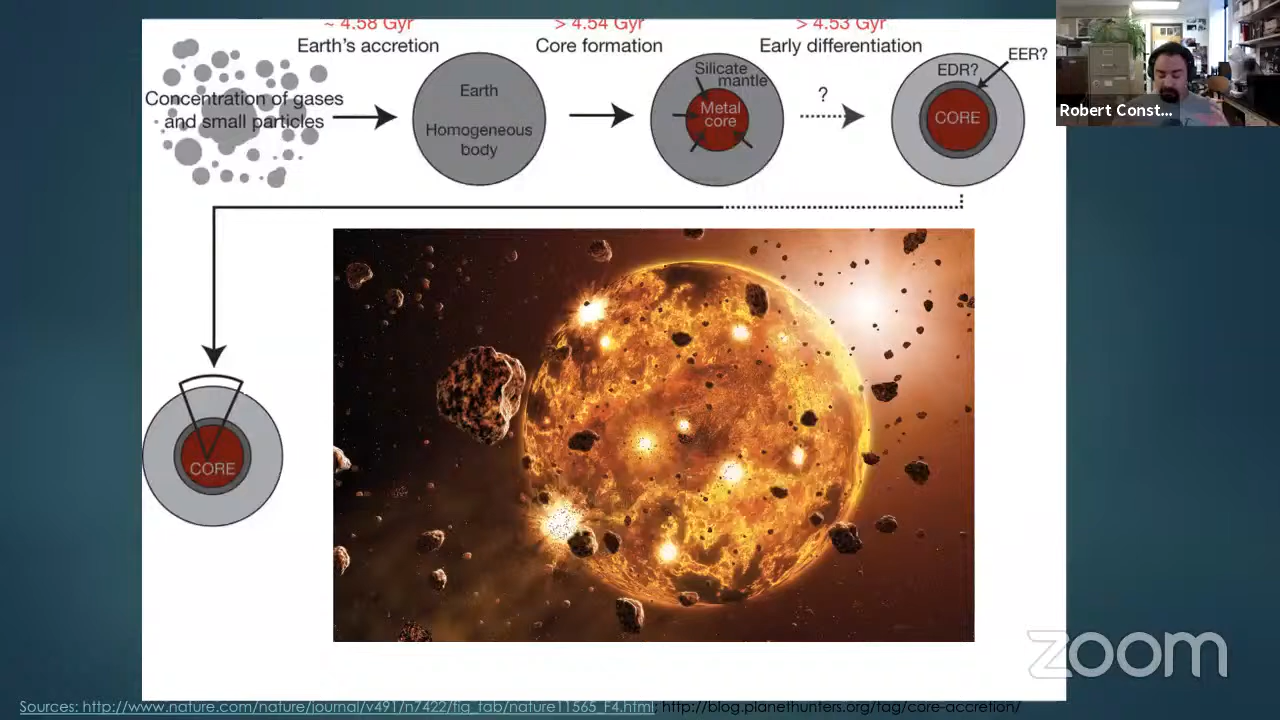 ~ 4.58 Gyr
Earth's accretion
> 4.54 Gyr
Core formation
> 4.53 Gyr
Early differentiation
Concentration of gases
and small particles
Earth
Homogeneous
body
Silicate
mantle
Metal
core
?
EDR?
EER?
CORE
CORE
Robert Const...
zoom
Sources: http://www.nature.com/nature/journal/v491/n7422/fig_tab/nature11565_F4.html; http://blog.planethunters.org/tag/core-accretion/